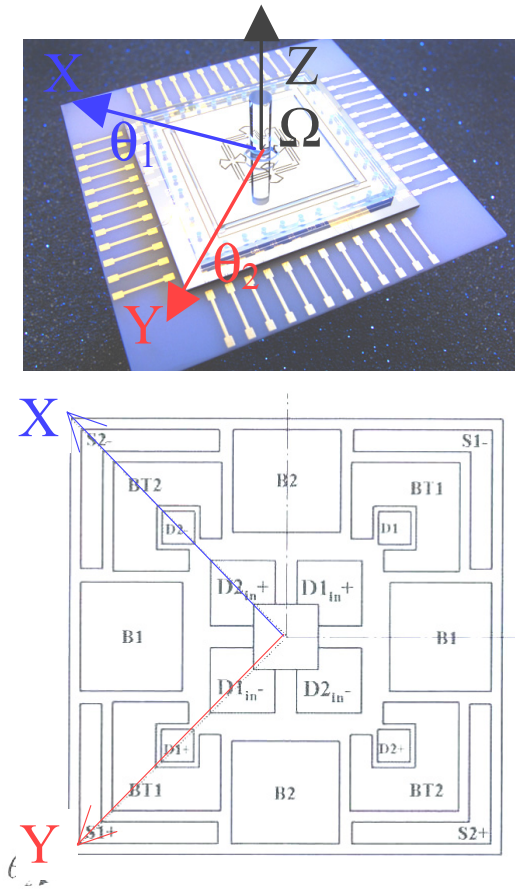 Z
X
Ω
θ1
θ2
Y
X
S2- S1-
BT2 B2 BT1
D2- D1
D2in+ D1in+
B1 B1
D1in- D2in-
D1+ D2+
BT1 B2 BT2
S1+ S2+
Y
θ